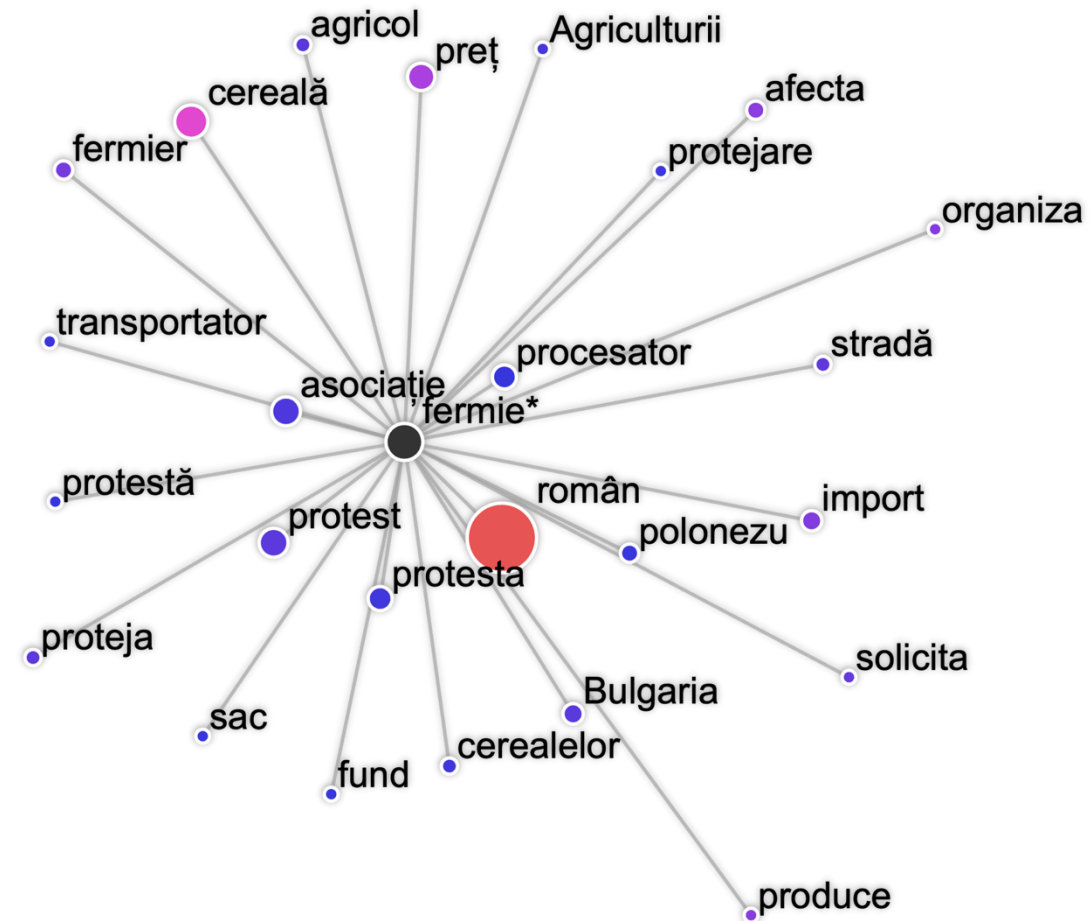 agricol
Agriculturii
preț
cereală
afecta
fermier
protejare
organiza
transportator
stradă
procesator
asociație
fermie*
protestă
român
import
protest
polonezu
protesta
proteja
solicita
Bulgaria
sac
cerealelor
fund
produce